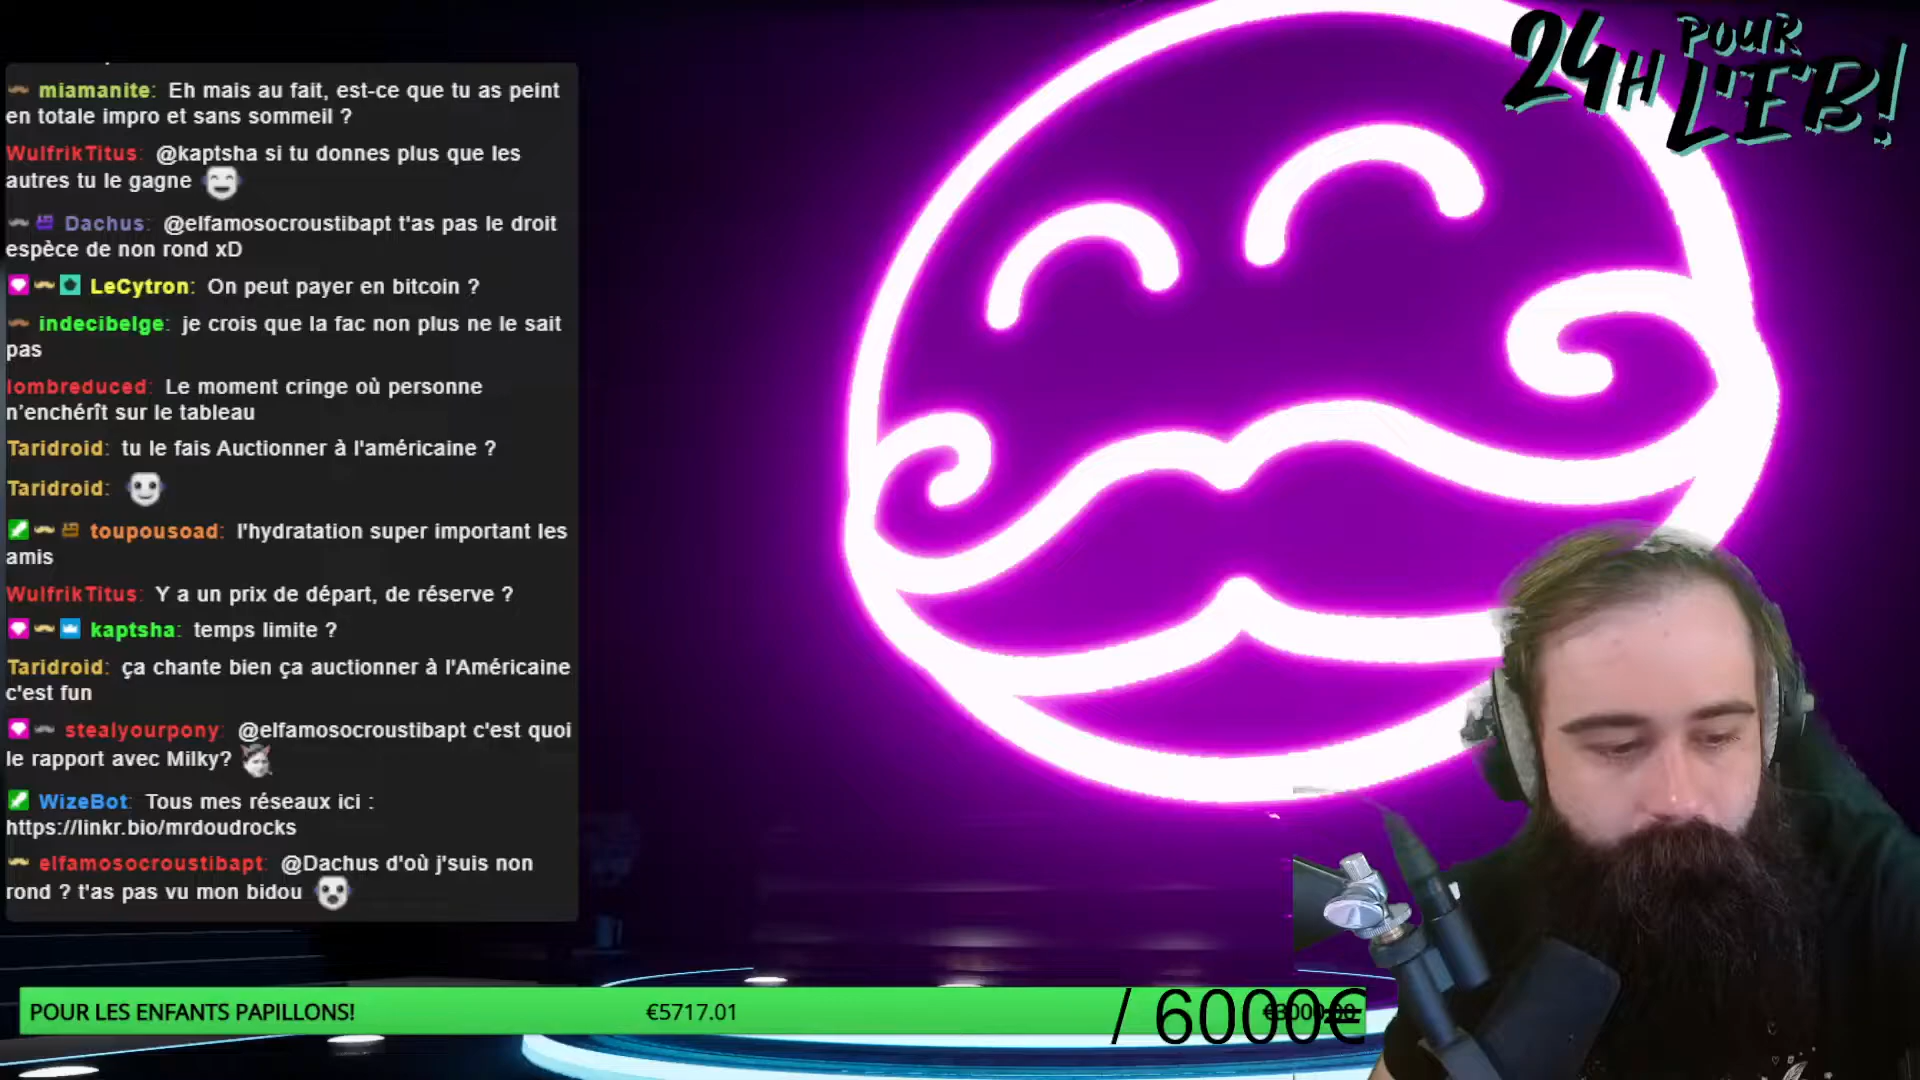 24H POUR L'EB!
miamanite: Eh mais au fait, est-ce que tu as peint
en totale impro et sans sommeil ?
WulfrikTitus: @kaptsha si tu donnes plus que les
autres tu le gagne
Dachus: @elfamosocroustibapt t'as pas le droit
espèce de non rond xD
LeCytron: On peut payer en bitcoin ?
indecibelge: je crois que la fac non plus ne le sait
pas
lombreduced: Le moment cringe où personne
n'enchérît sur le tableau
Taridroid: tu le fais Auctionner à l'américaine ?
Taridroid:
toupousoad: l'hydratation super important les
amis
WulfrikTitus: Y a un prix de départ, de réserve ?
kaptsha: temps limite ?
Taridroid: ça chante bien ça auctionner à l'Américaine
c'est fun
stealyourpony: @elfamosocroustibapt c'est quoi
le rapport avec Milky?
WizeBot: Tous mes réseaux ici :
https://linkr.bio/mrdoudrocks
elfamosocroustibapt: @Dachus d'où j'suis non
rond ? t'as pas vu mon bidou
POUR LES ENFANTS PAPILLONS! €5717.01 / 6000€ €3000.00